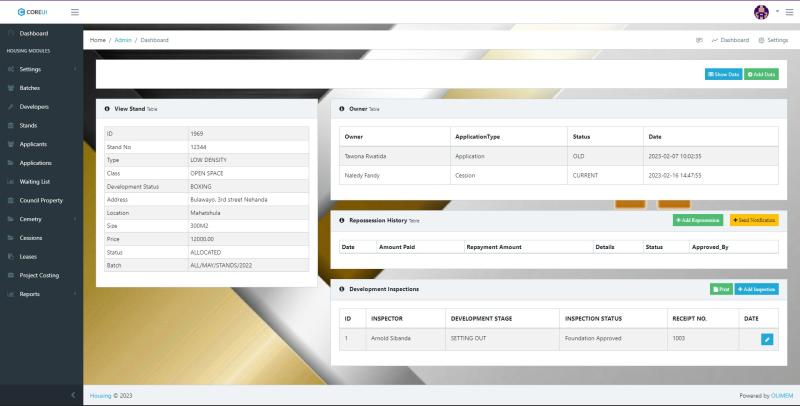 COREUI
Dashboard
HOUSING MODULES
Settings
Batches
Developers
Stands
Applicants
Applications
Waiting List
Council Property
Cemetry
Cessions
Leases
Project Costing
Reports
Home / Admin / Dashboard
Dashboard Settings
Show Data Add Data
View Stand Table
ID 1969
Stand No 12344
Type LOW DENSITY
Class OPEN SPACE
Development Status BOXING
Address Bulawayo, 3rd street Nehanda
Location Mahatshula
Size 300M2
Price 12000.00
Status ALLOCATED
Batch ALL/MAY/STANDS/2022
Owner Table
Owner ApplicationType Status Date
Tawona Rwatida Application OLD 2023-02-07 10:02:35
Naledy Fandy Cession CURRENT 2023-02-16 14:47:55
Repossession History Table + Add Repossession + Send Notification
Date Amount Paid Repayment Amount Details Status Approved_By
Development Inspections Print + Add Inspection
ID INSPECTOR DEVELOPMENT STAGE INSPECTION STATUS RECEIPT NO. DATE
1 Arnold Sibanda SETTING OUT Foundation Approved 1003
Housing © 2023 Powered by OLIMEM